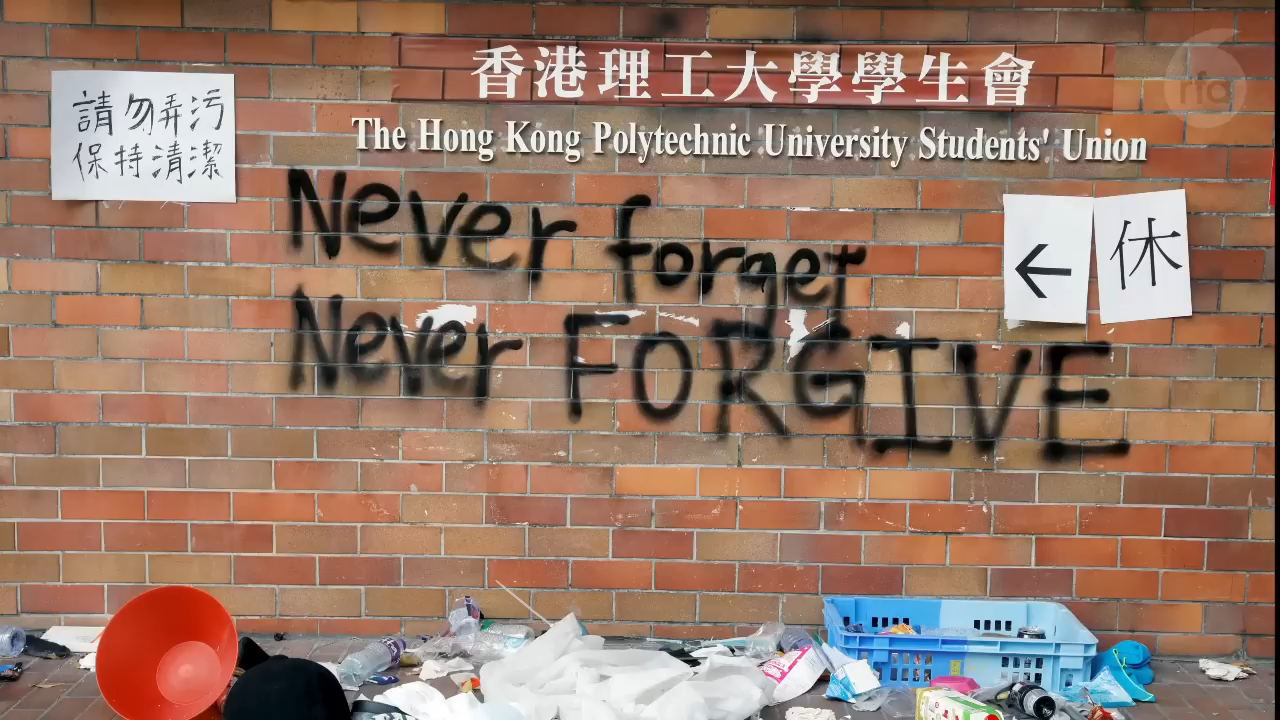 香港理工大學學生會
The Hong Kong Polytechnic University Students' Union
請勿弄污
保持清潔
Never forget
Never FORGIVE
← 休
rfa